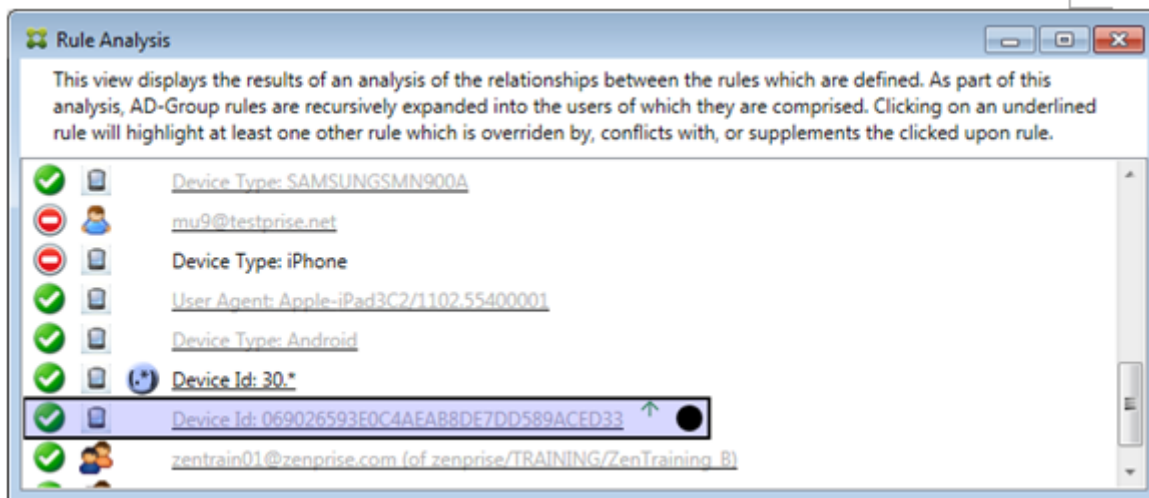 Rule Analysis
This view displays the results of an analysis of the relationships between the rules which are defined. As part of this
analysis, AD-Group rules are recursively expanded into the users of which they are comprised. Clicking on an underlined
rule will highlight at least one other rule which is overriden by, conflicts with, or supplements the clicked upon rule.
Device Type: SAMSUNGSMN900A
mu9@testprise.net
Device Type: iPhone
User Agent: Apple-iPad3C2/1102.55400001
Device Type: Android
(.*) Device Id: 30.*
Device Id: 069026593E0C4AEAB8DE7DD589ACED33
zentrain01@zenprise.com (of zenprise/TRAINING/ZenTraining B)